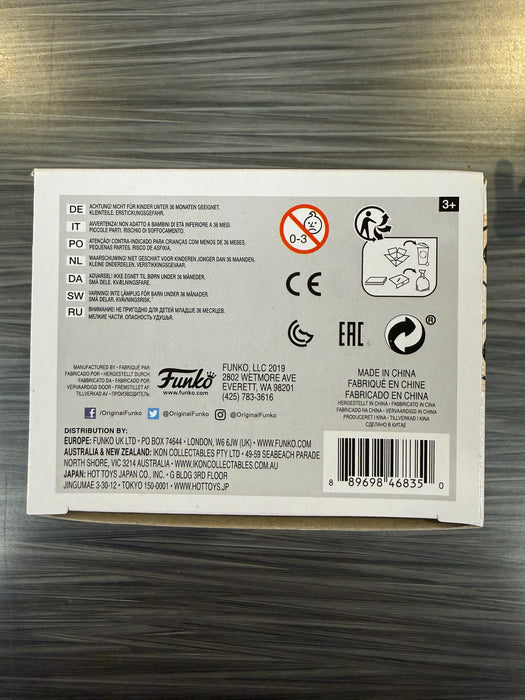 3+
DE ACHTUNG! NICHT FÜR KINDER UNTER 36 MONATEN GEEIGNET.
KLEINTEILE. ERSTICKUNGSGEFAHR.
IT AVVERTENZA! NON ADATTO A BAMBINI DI ETÀ INFERIORE A 36 MESI.
PICCOLE PARTI. RISCHIO DI SOFFOCAMENTO.
PO ATENÇÃO! CONTRA-INDICADO PARA CRIANÇAS COM MENOS DE 36 MESES.
PEQUENAS PARTES. RISCO DE ASFIXIA.
NL WAARSCHUWING! NIET GESCHIKT VOOR KINDEREN JONGER DAN 36 MAANDEN.
KLEINE ONDERDELEN. VERSTIKKINGSGEVAAR.
DA ADVARSEL! IKKE EGNET TIL BØRN UNDER 36 MÅNEDER.
SMÅ DELE. KVÆLNINGSFARE.
SW VARNING! INTE LÄMPLIG FÖR BARN UNDER 36 MÅNADER.
SMÅ DELAR. KVÄVNINGSRISK.
RU ВНИМАНИЕ! НЕ ПРИГОДНО ДЛЯ ДЕТЕЙ МЛАДШЕ 36 МЕСЯЦЕВ.
МЕЛКИЕ ЧАСТИ. ОПАСНОСТЬ УДУШЬЯ.
0-3
CE
EAC
®
MANUFACTURED BY · FABRIQUÉ PAR:
FABRICADO POR · HERGESTELLT DURCH:
FABBRICATO DA · FABRICADO POR:
VERVAARDIGD DOOR · FREMSTILLET AF:
TILLVERKAD AV · ПРОИЗВОДИТЕЛЬ:
Funko
www.funko.com
FUNKO, LLC 2019
2802 WETMORE AVE
EVERETT, WA 98201
(425) 783-3616
MADE IN CHINA
FABRIQUÉ EN CHINE
FABRICADO EN CHINA
HERGESTELLT IN CHINA · FABBRICATO IN CINA
FABRICADO NA CHINA · VERVAARDIGD IN CHINA
PRODUCERET I KINA · TILLVERKAD I KINA
СДЕЛАНО В КИТАЕ
/OriginalFunko @OriginalFunko @OriginalFunko
DISTRIBUTION BY:
EUROPE: FUNKO UK LTD · PO BOX 74644 · LONDON, W6 6JW (UK) · WWW.FUNKO.COM
AUSTRALIA & NEW ZEALAND: IKON COLLECTABLES PTY LTD · 49-59 SEABEACH PARADE
NORTH SHORE, VIC 3214 AUSTRALIA · WWW.IKONCOLLECTABLES.COM.AU
JAPAN: HOT TOYS JAPAN CO., INC. · G BLDG 3RD FLOOR
JINGUMAE 3-30-12 · TOKYO 150-0001 · WWW.HOTTOYS.JP
8 89698 46835 0